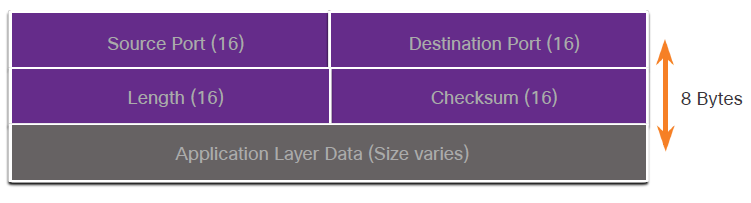 Source Port (16)
Destination Port (16)
Length (16)
Checksum (16)
8 Bytes
Application Layer Data (Size varies)